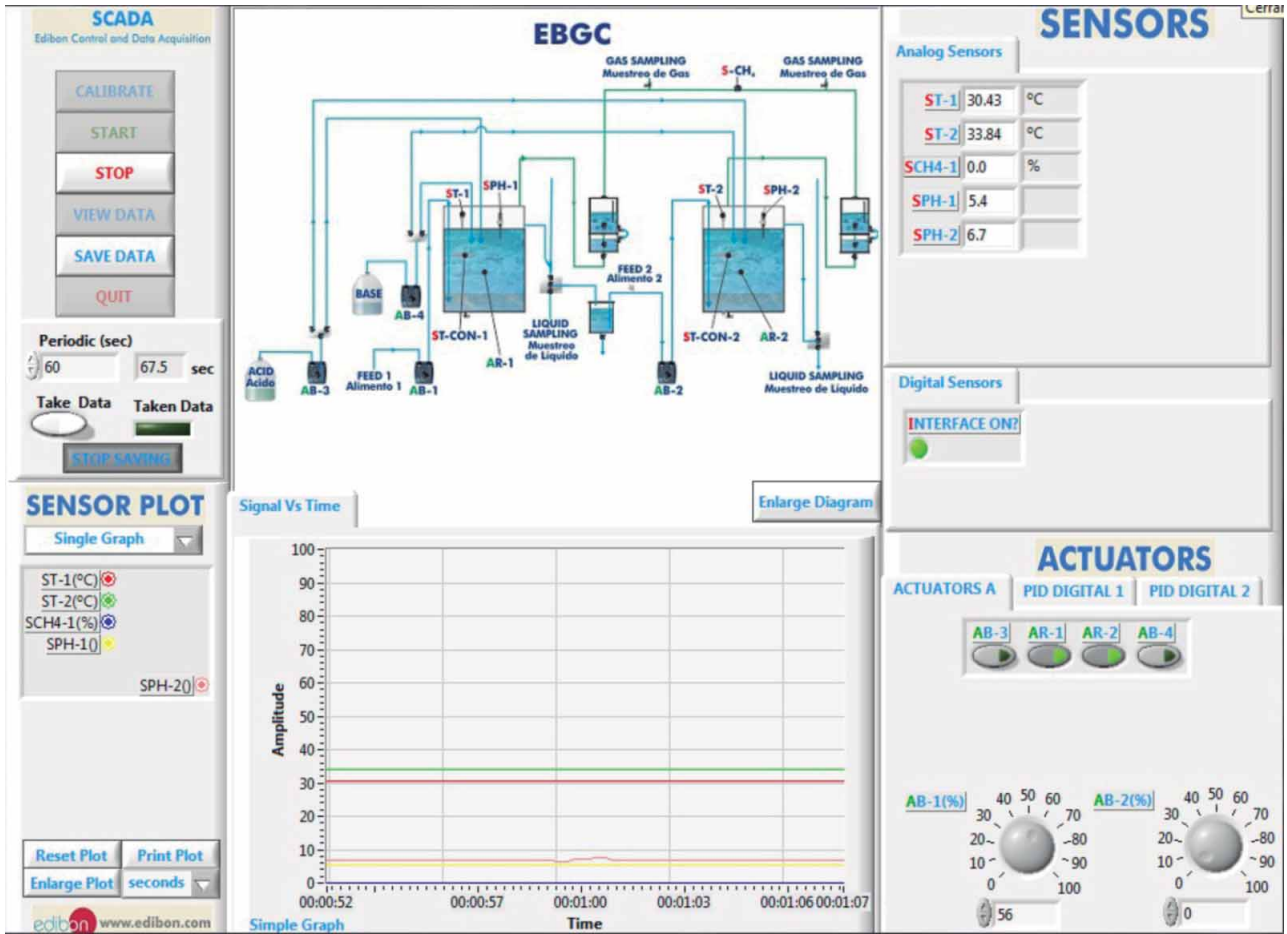 SCADA
Edibon Control and Data Acquisition
CALIBRATE
START
STOP
VIEW DATA
SAVE DATA
QUIT
Periodic (sec)
60 67.5 sec
Take Data Taken Data
STOP SAVING
SENSOR PLOT
Single Graph
ST-1(ºC)
ST-2(ºC)
SCH4-1(%)
SPH-1()
SPH-2()
Reset Plot Print Plot
Enlarge Plot seconds
edibon www.edibon.com
EBGC
GAS SAMPLING
Muestreo de Gas
S-CH4
GAS SAMPLING
Muestreo de Gas
ST-1
SPH-1
ST-2
SPH-2
BASE
AB-4
FEED 2
Alimento 2
ST-CON-1
AR-1
LIQUID
SAMPLING
Muestreo
de Liquido
ST-CON-2
AR-2
ACID
Acido
AB-3
FEED 1
Alimento 1
AB-1
AB-2
LIQUID SAMPLING
Muestreo de Liquido
Enlarge Diagram
Signal Vs Time
100
90
80
70
60
50
40
30
20
10
0
Amplitude
00:00:52 00:00:57 00:01:00 00:01:03 00:01:06 00:01:07
Simple Graph
Time
SENSORS
Analog Sensors
ST-1 30.43 ºC
ST-2 33.84 ºC
SCH4-1 0.0 %
SPH-1 5.4
SPH-2 6.7
Digital Sensors
INTERFACE ON?
ACTUATORS
ACTUATORS A PID DIGITAL 1 PID DIGITAL 2
AB-3 AR-1 AR-2 AB-4
AB-1(%)
0 10 20 30 40 50 60 70 80 90 100
56
AB-2(%)
0 10 20 30 40 50 60 70 80 90 100
0